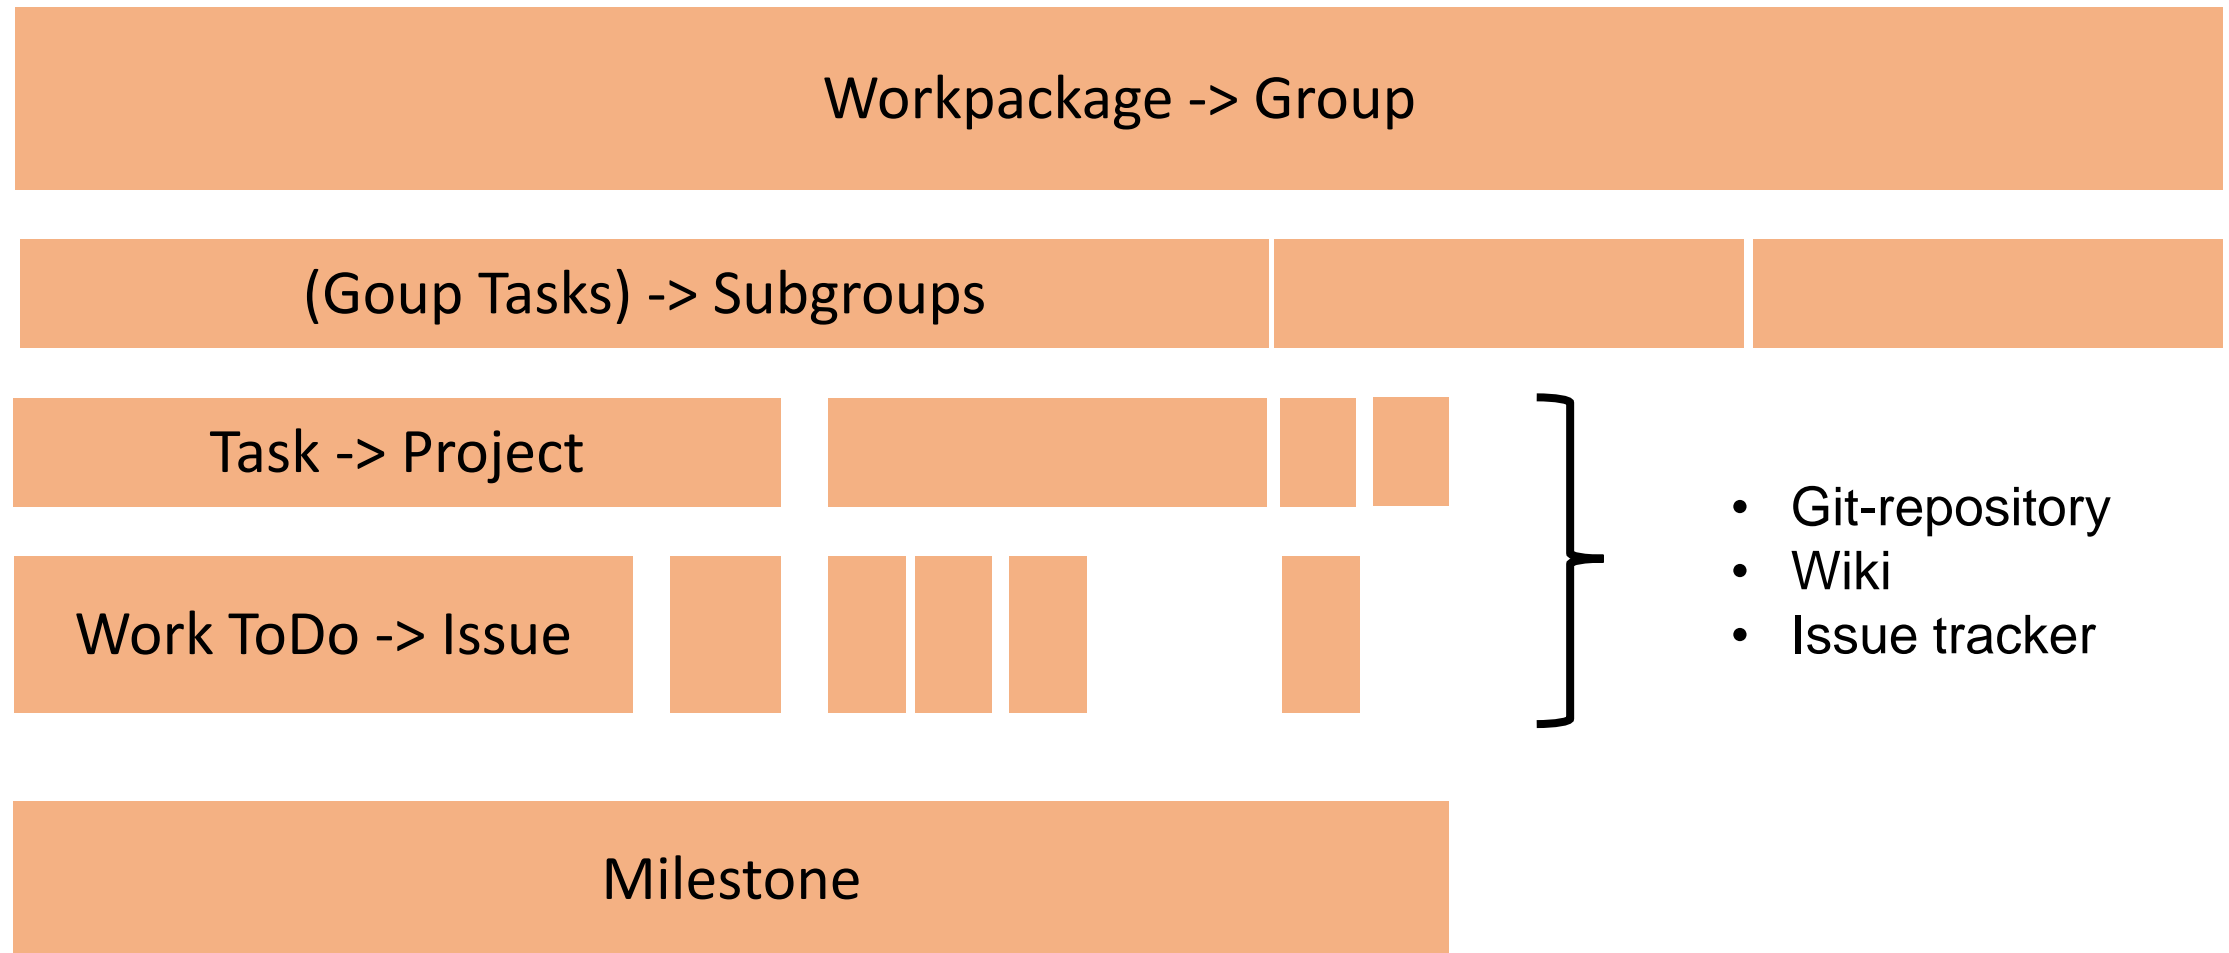 Workpackage -> Group
(Goup Tasks) -> Subgroups
Task -> Project
Work ToDo -> Issue
• Git-repository
• Wiki
• Issue tracker
Milestone